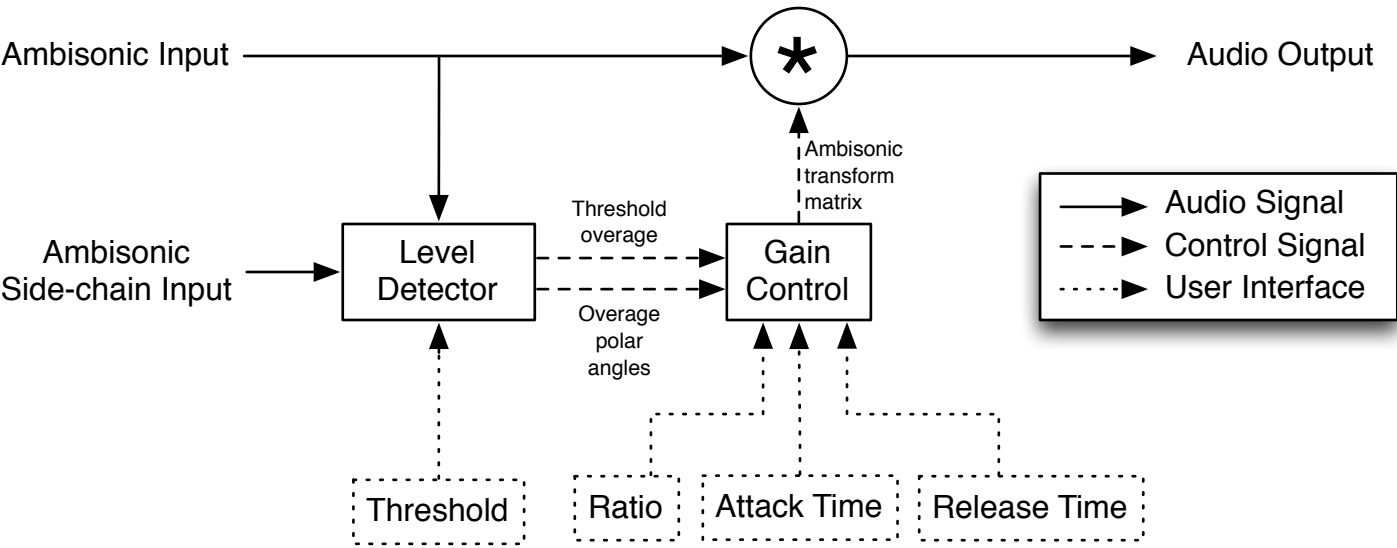 Ambisonic Input
*
Audio Output
Ambisonic
transform
matrix
Audio Signal
Control Signal
User Interface
Ambisonic
Side-chain Input
Level
Detector
Threshold
overage
Overage
polar
angles
Gain
Control
Threshold
Ratio
Attack Time
Release Time